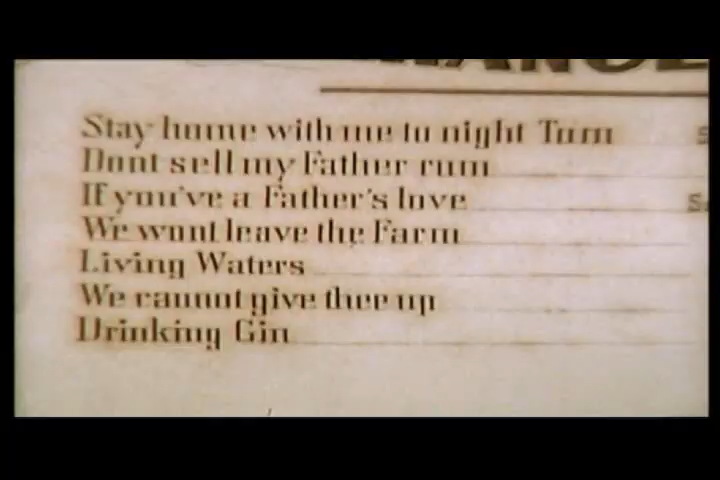 Stay home with me to night Tom
Dont sell my Father rum
If you've a Father's love
We wont leave the Farm
Living Waters
We cannot give thee up
Drinking Gin